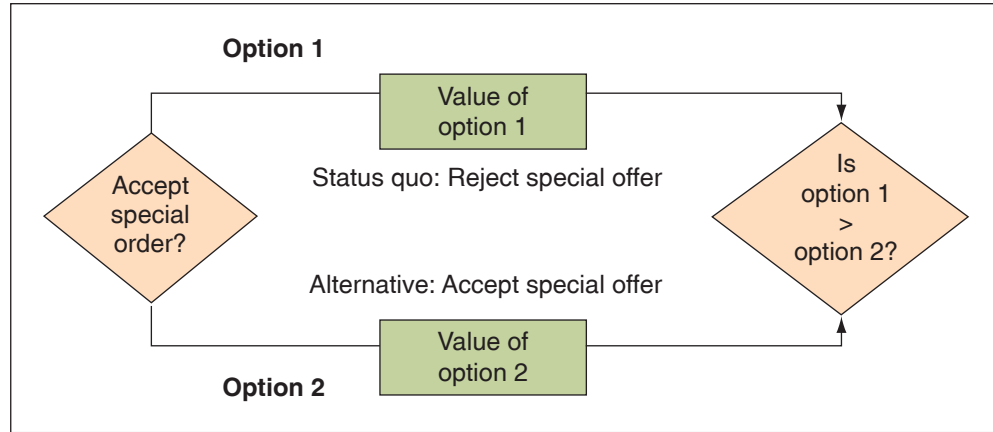 Option 1
Value of
option 1
Status quo: Reject special offer
Accept
special
order?
Is
option 1
>
option 2?
Alternative: Accept special offer
Value of
option 2
Option 2